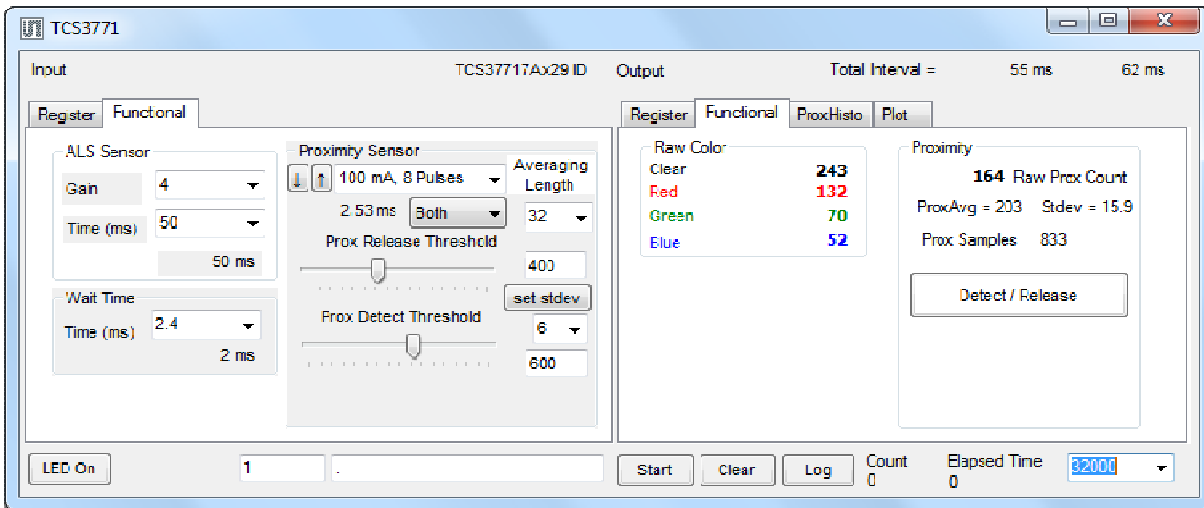 TCS3771
Input
TCS37717Ax29 ID
Output
Total Interval = 55 ms 62 ms
Register Functional
ALS Sensor
Gain 4
Time (ms) 50
50 ms
Wait Time
Time (ms) 2.4
2 ms
Proximity Sensor
↓ ↑ 100 mA, 8 Pulses
Averaging
Length
2.53 ms Both 32
Prox Release Threshold
400
set stdev
Prox Detect Threshold
6
600
Register Functional Prox Histo Plot
Raw Color
Clear 243
Red 132
Green 70
Blue 52
Proximity
164 Raw Prox Count
ProxAvg = 203 Stdev = 15.9
Prox Samples 833
Detect / Release
LED On 1 .
Start Clear Log
Count
0
Elapsed Time
0
32000